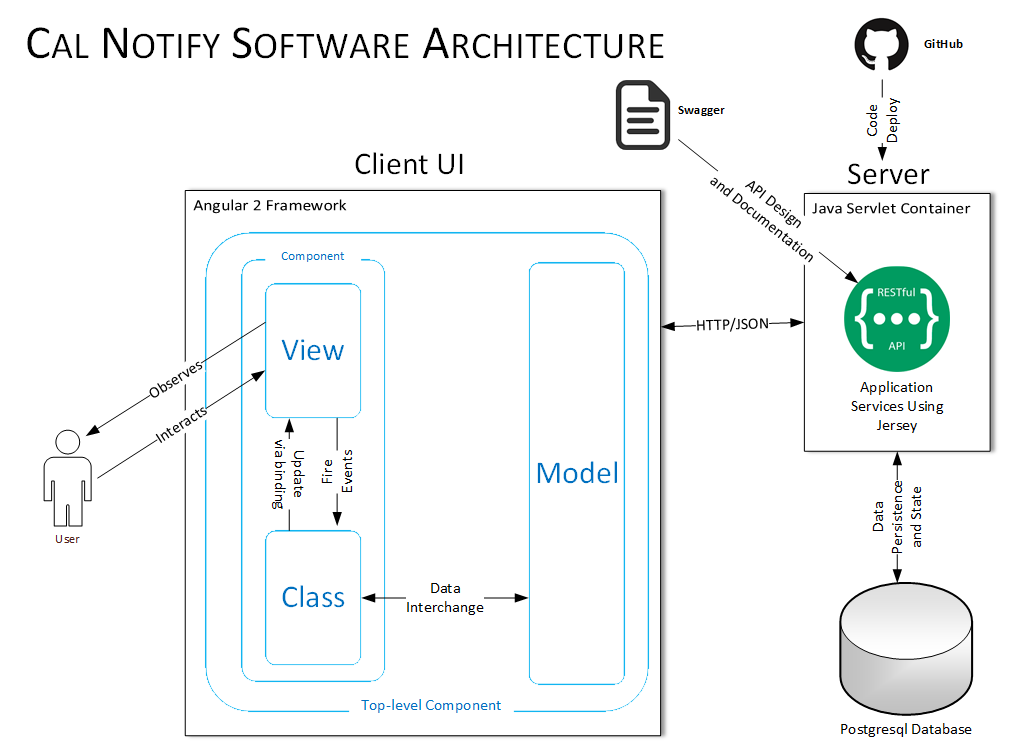 CAL NOTIFY SOFTWARE ARCHITECTURE
GitHub
Swagger
Code
Deploy
Client UI
Server
Angular 2 Framework
Java Servlet Container
API Design
and Documentation
Component
RESTful
{•••}
API
View
HTTP/JSON
Observes
Interacts
Application
Services Using
Jersey
Update
via binding
Fire
Events
Model
User
Data
Persistence
and State
Class
Data
Interchange
Top-level Component
Postgresql Database